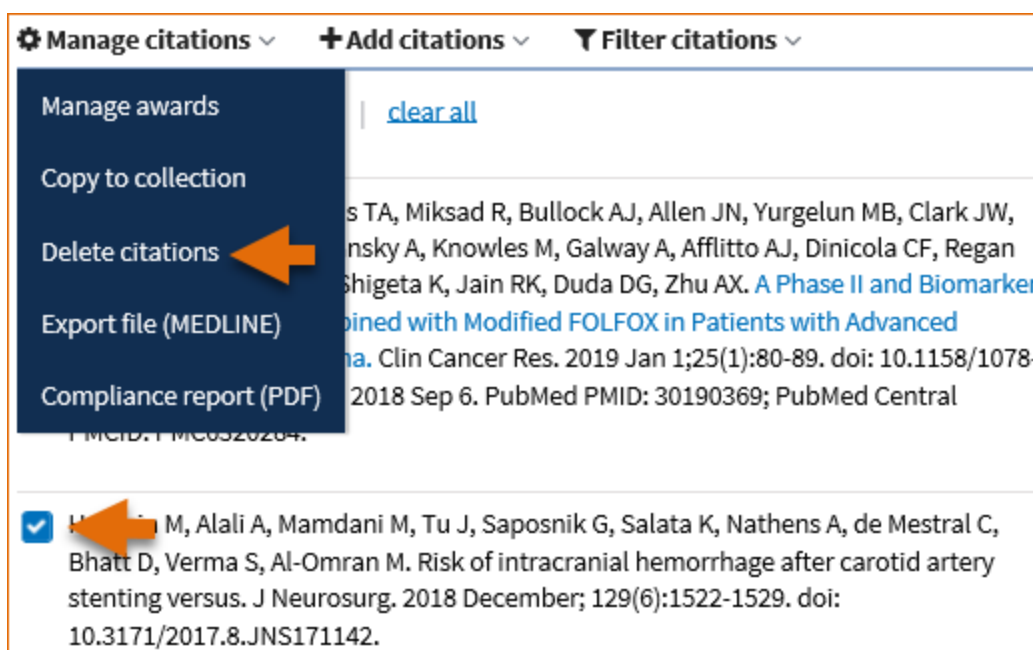 Manage citations Add citations Filter citations
Manage awards
clear all
Copy to collection
s TA, Miksad R, Bullock AJ, Allen JN, Yurgelun MB, Clark JW,
Delete citations
nsky A, Knowles M, Galway A, Afflitto AJ, Dinicola CF, Regan
Shigeta K, Jain RK, Duda DG, Zhu AX. A Phase II and Biomarker
Export file (MEDLINE)
bined with Modified FOLFOX in Patients with Advanced
na. Clin Cancer Res. 2019 Jan 1;25(1):80-89. doi: 10.1158/1078-
Compliance report (PDF)
2018 Sep 6. PubMed PMID: 30190369; PubMed Central
PMCID: PMC6320284.
M, Alali A, Mamdani M, Tu J, Saposnik G, Salata K, Nathens A, de Mestral C,
Bhatt D, Verma S, Al-Omran M. Risk of intracranial hemorrhage after carotid artery
stenting versus. J Neurosurg. 2018 December; 129(6):1522-1529. doi:
10.3171/2017.8.JNS171142.